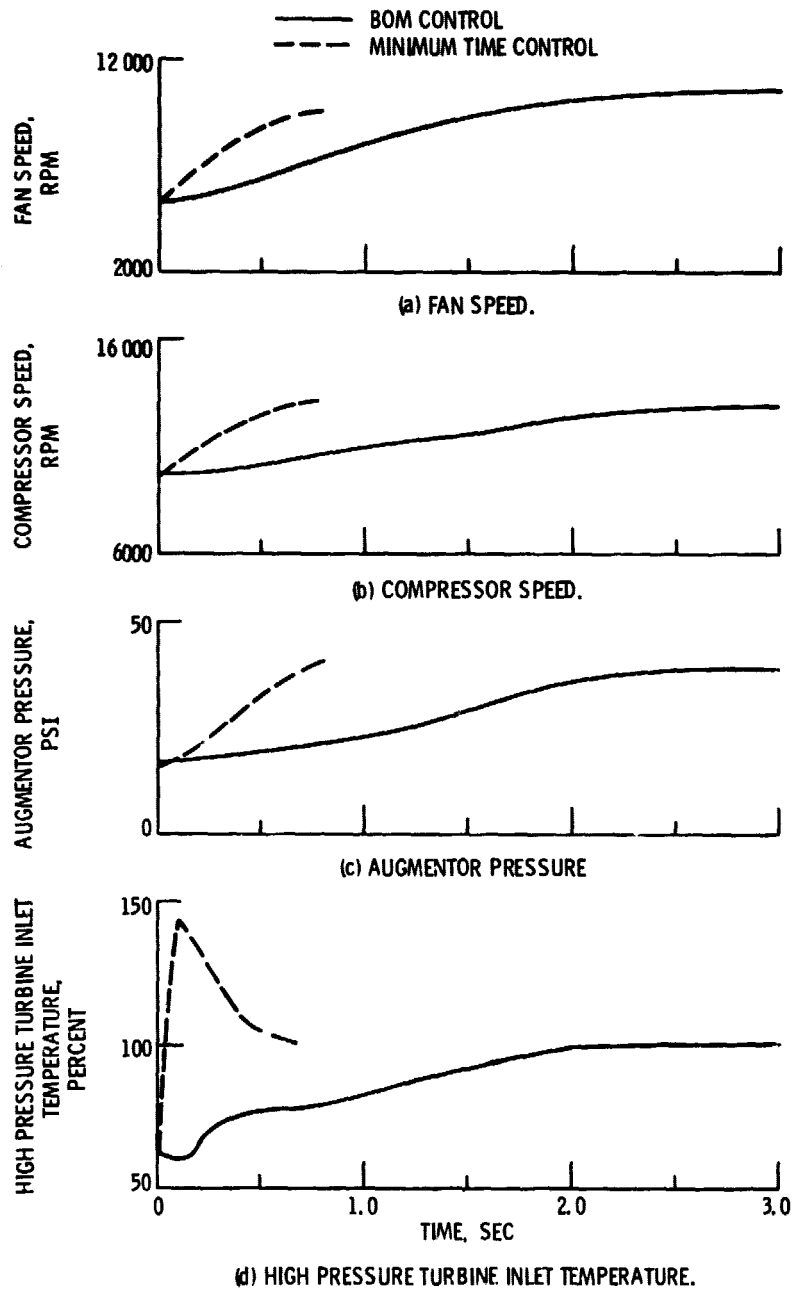 BOM CONTROL
MINIMUM TIME CONTROL
12 000
FAN SPEED,
RPM
2000
(a) FAN SPEED.
16 000
COMPRESSOR SPEED,
RPM
6000
(b) COMPRESSOR SPEED.
50
AUGMENTOR PRESSURE,
PSI
0
(c) AUGMENTOR PRESSURE
150
HIGH PRESSURE TURBINE INLET
TEMPERATURE,
PERCENT
100
50
0 1.0 2.0 3.0
TIME, SEC
(d) HIGH PRESSURE TURBINE INLET TEMPERATURE.